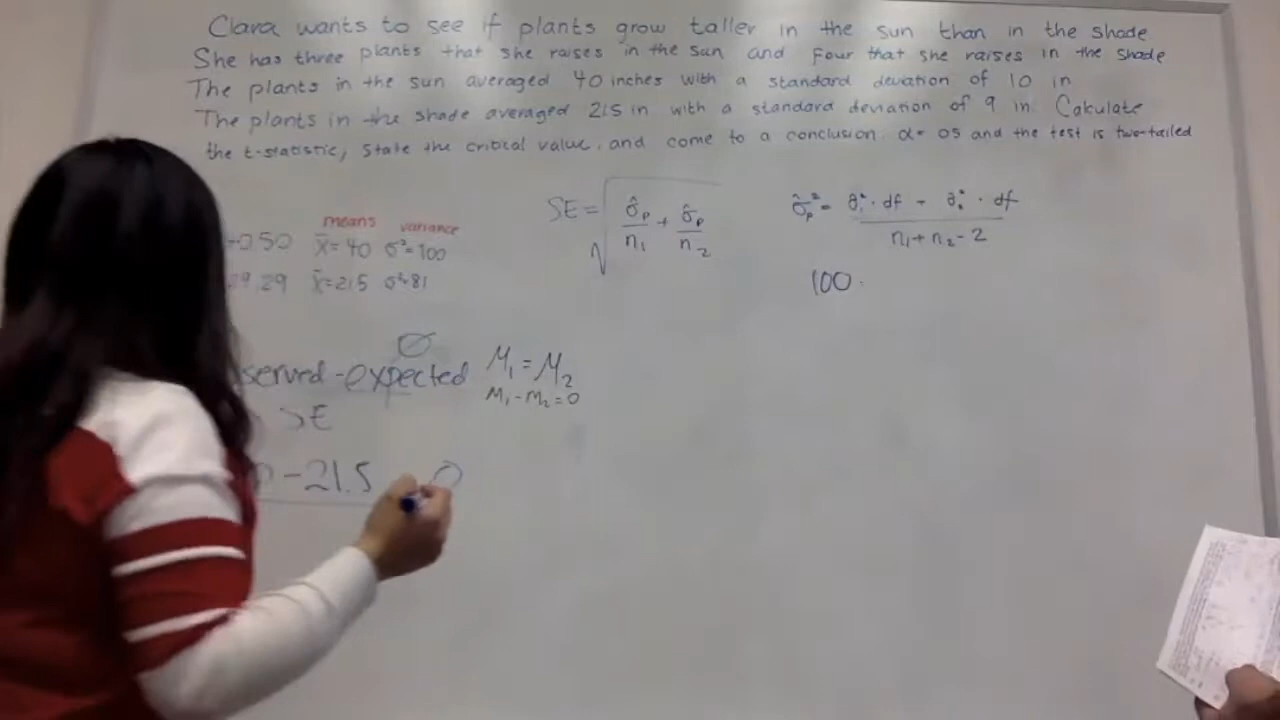 Clara wants to see if plants grow taller in the sun than in the shade
She has three plants that she raises in the sun and four that she raises in the shade
The plants in the sun averaged 40 inches with a standard deviation of 10 in
The plants in the shade averaged 21.5 in with a standard deviation of 9 in. Calculate
the t-statistic, state the critical value, and come to a conclusion. α= 05 and the test is two-tailed
means variance
50 x̄=40 σ²=100
29 x̄=21.5 σ²=81
SE=√ σ̂p/n₁ + σ̂p/n₂
σ̂p²= ∂₁²·df - ∂₂²·df
n₁+n₂-2
100·
∅
served-expected M₁=M₂
SE M₁-M₂=0
-21.5 0